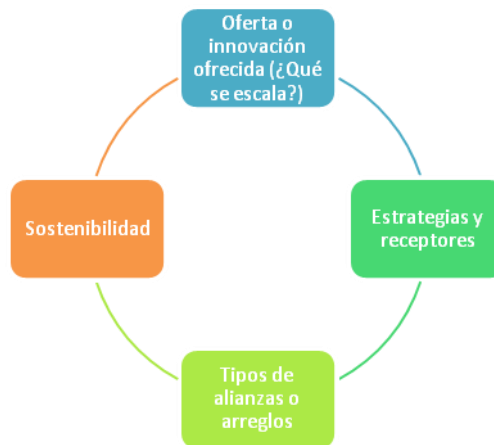 Oferta o
innovación
ofrecida (¿Qué
se escala?)
Estrategias y
receptores
Tipos de
alianzas o
arreglos
Sostenibilidad